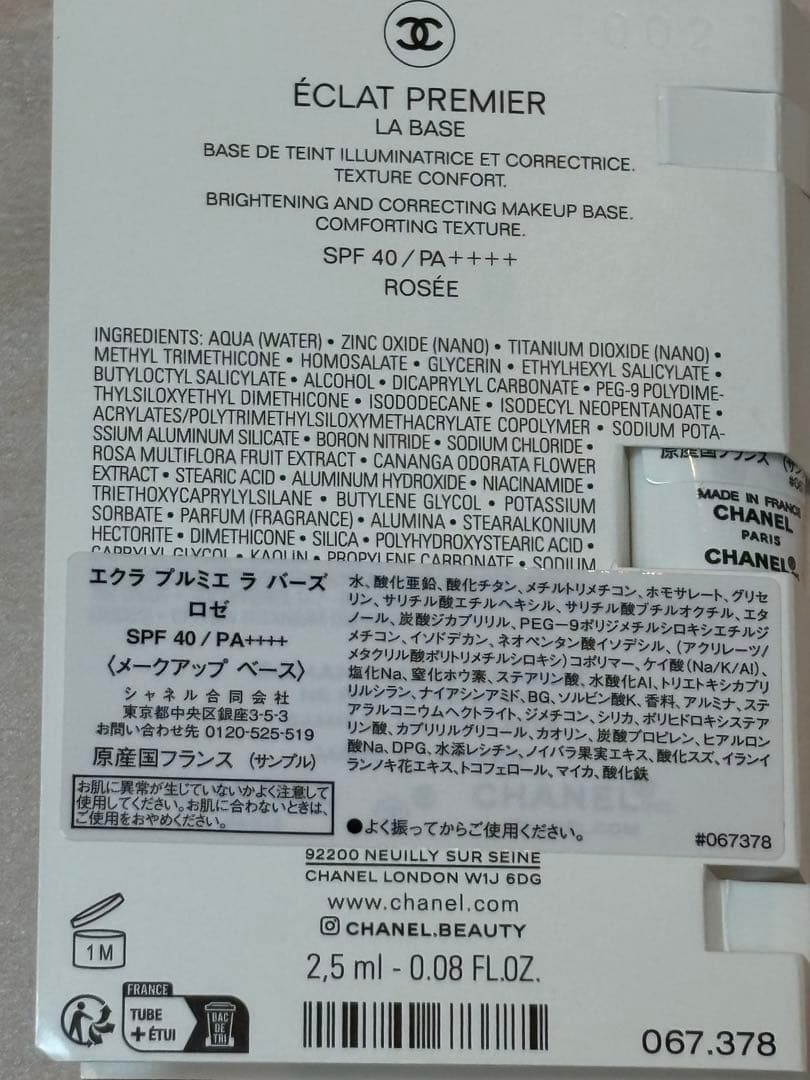 ÉCLAT PREMIER
LA BASE
BASE DE TEINT ILLUMINATRICE ET CORRECTRICE.
TEXTURE CONFORT.
BRIGHTENING AND CORRECTING MAKEUP BASE.
COMFORTING TEXTURE.
SPF 40 / PA++++
ROSÉE
INGREDIENTS: AQUA (WATER) • ZINC OXIDE (NANO) • TITANIUM DIOXIDE (NANO) •
METHYL TRIMETHICONE • HOMOSALATE • GLYCERIN • ETHYLHEXYL SALICYLATE •
BUTYLOCTYL SALICYLATE • ALCOHOL • DICAPRYLYL CARBONATE • PEG-9 POLYDIME-
THYLSILOXYETHYL DIMETHICONE • ISODODECANE • ISODECYL NEOPENTANOATE •
ACRYLATES/POLYTRIMETHYLSILOXYMETHACRYLATE COPOLYMER • SODIUM POTA-
SSIUM ALUMINUM SILICATE • BORON NITRIDE • SODIUM CHLORIDE •
ROSA MULTIFLORA FRUIT EXTRACT • CANANGA ODORATA FLOWER
EXTRACT • STEARIC ACID • ALUMINUM HYDROXIDE • NIACINAMIDE •
TRIETHOXYCAPRYLYLSILANE • BUTYLENE GLYCOL • POTASSIUM
SORBATE • PARFUM (FRAGRANCE) • ALUMINA • STEARALKONIUM
HECTORITE • DIMETHICONE • SILICA • POLYHYDROXYSTEARIC ACID •
CAPRYLYL GLYCOL • KAOLIN • PROPYLENE CARBONATE • SODIUM
原産国フランス
MADE IN FRANCE
CHANEL
PARIS
CHANEL®
エクラ プルミエ ラ バーズ
ロゼ
SPF 40 / PA++++
〈メークアップ ベース〉
シャネル合同会社
東京都中央区銀座3-5-3
お問い合わせ先 0120-525-519
原産国フランス (サンプル)
お肌に異常が生じていないかよく注意して
使用してください。お肌に合わないときは、
ご使用をおやめください。
水、酸化亜鉛、酸化チタン、メチルトリメチコン、ホモサレート、グリセ
リン、サリチル酸エチルヘキシル、サリチル酸ブチルオクチル、エタ
ノール、炭酸ジカプリリル、PEG－9ポリジメチルシロキシエチルジ
メチコン、イソドデカン、ネオペンタン酸イソデシル、(アクリレーツ/
メタクリル酸ポリトリメチルシロキシ)コポリマー、ケイ酸(Na/K/Al)、
塩化Na、窒化ホウ素、ステアリン酸、水酸化Al、トリエトキシカプリ
リルシラン、ナイアシンアミド、BG、ソルビン酸K、香料、アルミナ、ステ
アラルコニウムヘクトライト、ジメチコン、シリカ、ポリヒドロキシステア
リン酸、カプリリルグリコール、カオリン、炭酸プロピレン、ヒアルロン
酸Na、DPG、水添レシチン、ノイバラ果実エキス、酸化スズ、イランイ
ランノキ花エキス、トコフェロール、マイカ、酸化鉄
●よく振ってからご使用ください。
#067378
92200 NEUILLY SUR SEINE
CHANEL LONDON W1J 6DG
www.chanel.com
CHANEL.BEAUTY
2,5 ml - 0.08 FL.OZ.
1M
FRANCE
TUBE
+ ÉTUI
BAC
DE
TRI
067.378